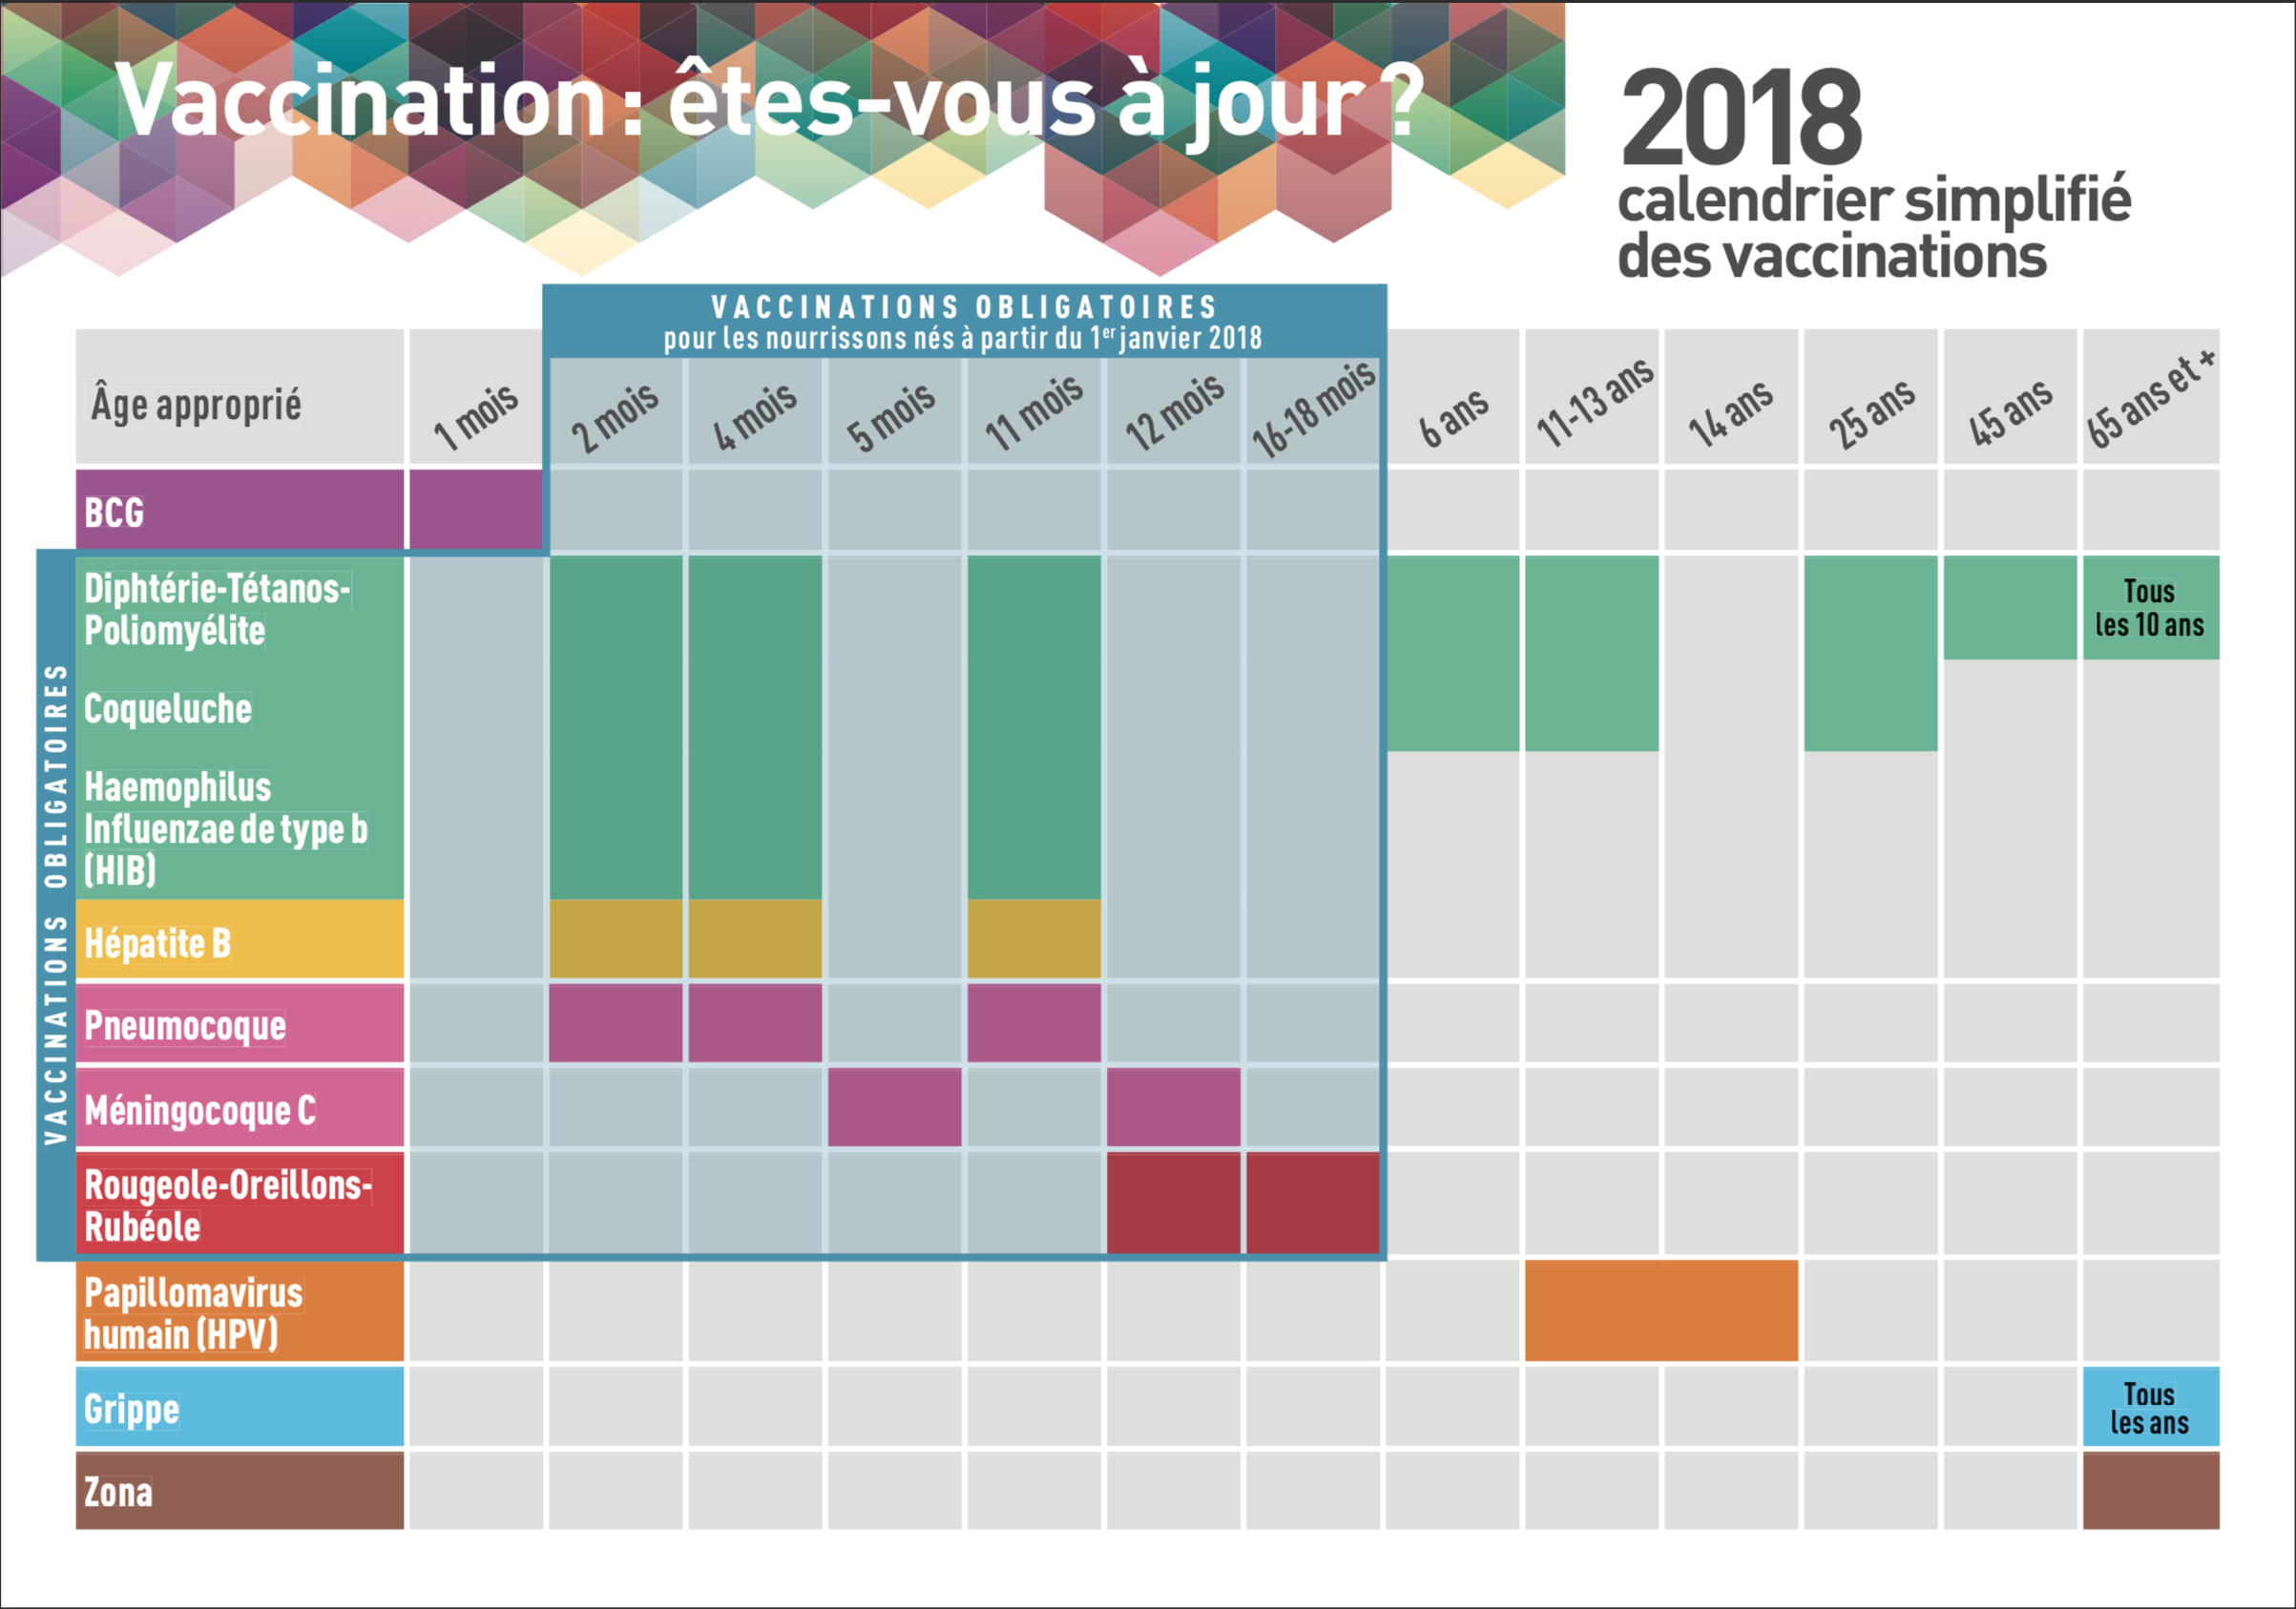 Vaccination : êtes-vous à jour ?
2018
calendrier simplifié
des vaccinations
VACCINATIONS OBLIGATOIRES
pour les nourrissons nés à partir du 1er janvier 2018
Âge approprié
1 mois
2 mois
4 mois
5 mois
11 mois
12 mois
16-18 mois
6 ans
11-13 ans
14 ans
25 ans
45 ans
65 ans et +
BCG
VACCINATIONS OBLIGATOIRES
Diphtérie-Tétanos-
Poliomyélite
Tous
les 10 ans
Coqueluche
Haemophilus
Influenzae de type b
(HIB)
Hépatite B
Pneumocoque
Méningocoque C
Rougeole-Oreillons-
Rubéole
Papillomavirus
humain (HPV)
Grippe
Tous
les ans
Zona